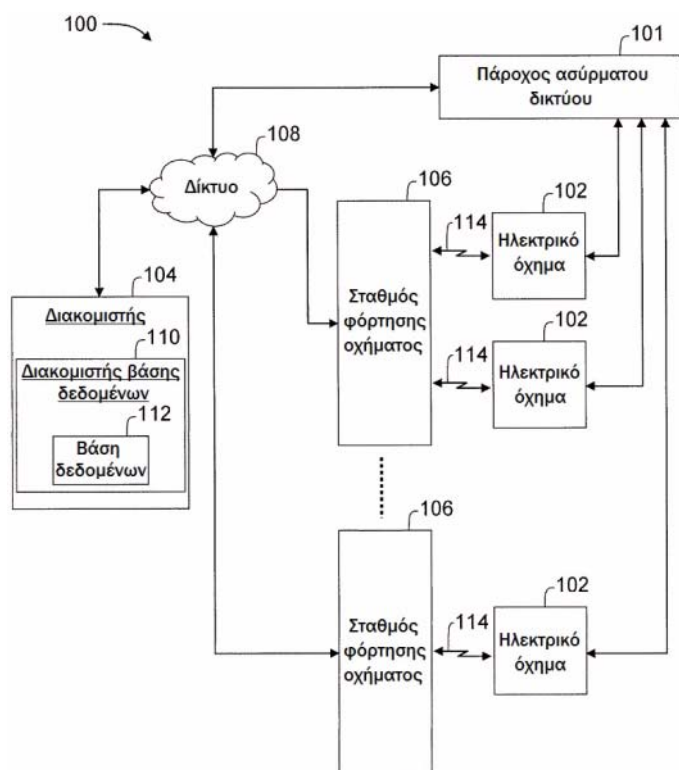 100
101
Πάροχος ασύρματου
δικτύου
108
Δίκτυο
106
Σταθμός
φόρτησης
οχήματος
114
102
Ηλεκτρικό
όχημα
104
Διακομιστής
110
Διακομιστής βάσης
δεδομένων
112
Βάση
δεδομένων
114
102
Ηλεκτρικό
όχημα
106
Σταθμός
φόρτησης
οχήματος
114
102
Ηλεκτρικό
όχημα